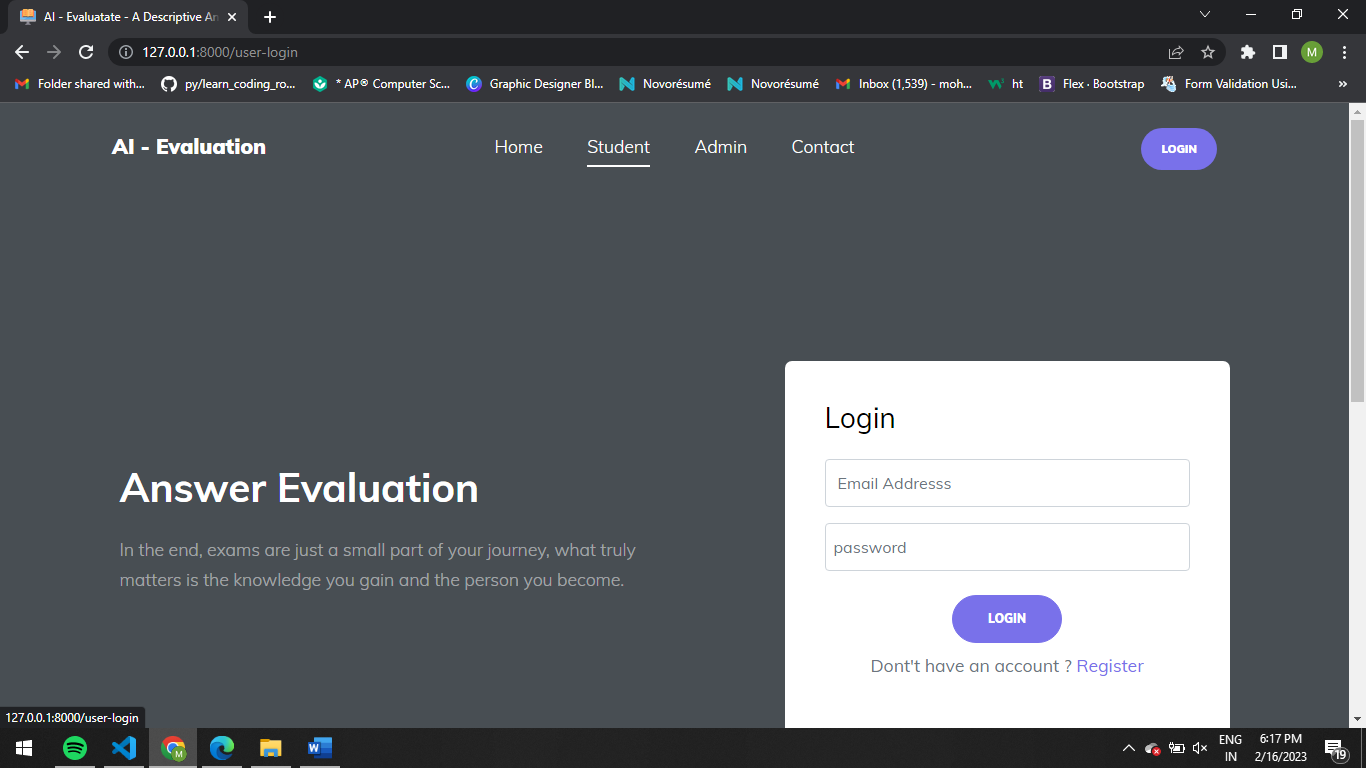 AI - Evaluatate - A Descriptive An
127.0.0.1:8000/user-login
M
Folder shared with...
py/learn_coding_ro...
* AP® Computer Sc...
Graphic Designer Bl...
Novorésumé
Novorésumé
Inbox (1,539) - moh...
ht
Flex · Bootstrap
Form Validation Usi...
»
AI - Evaluation
Home
Student
Admin
Contact
LOGIN
Login
Email Addresss
password
LOGIN
Dont't have an account ? Register
Answer Evaluation
In the end, exams are just a small part of your journey, what truly
matters is the knowledge you gain and the person you become.
127.0.0.1:8000/user-login
ENG
IN
6:17 PM
2/16/2023
19